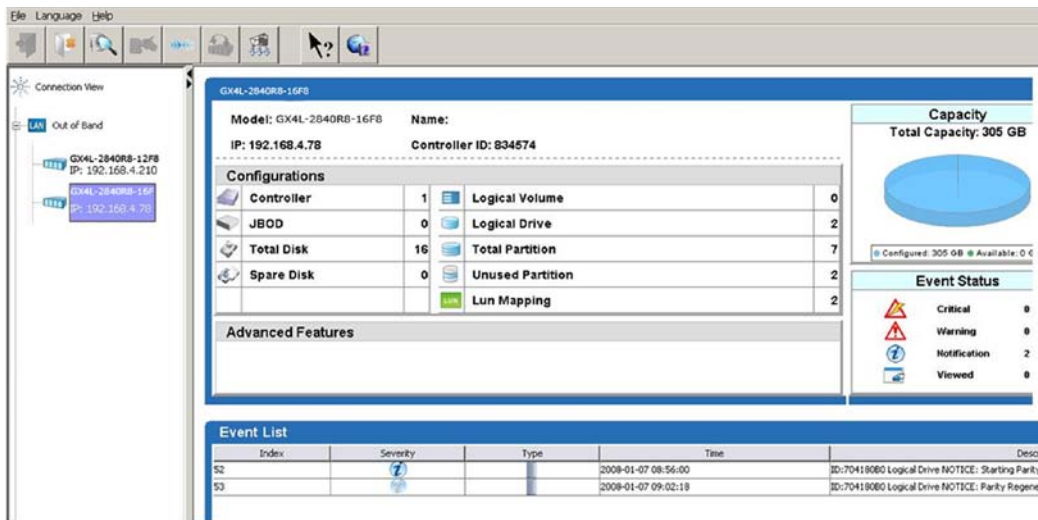 File Language Help
Connection View
LAN Out of Band
GX4L-2840R8-12F8
IP: 192.168.4.210
GX4L-2840R8-16F
IP: 192.168.4.78
GX4L-2840R8-16F8
Model: GX4L-2840R8-16F8 Name:
IP: 192.168.4.78 Controller ID: 834574
Configurations
Controller 1 Logical Volume 0
JBOD 0 Logical Drive 2
Total Disk 16 Total Partition 7
Spare Disk 0 Unused Partition 2
LUN Lun Mapping 2
Advanced Features
Capacity
Total Capacity: 305 GB
Configured: 305 GB Available: 0 G
Event Status
Critical 0
Warning 0
Notification 2
Viewed 0
Event List
Index Severity Type Time Desc
52 2008-01-07 08:56:00 ID:704180B0 Logical Drive NOTICE: Starting Parity
53 2008-01-07 09:02:18 ID:704180B0 Logical Drive NOTICE: Parity Regene